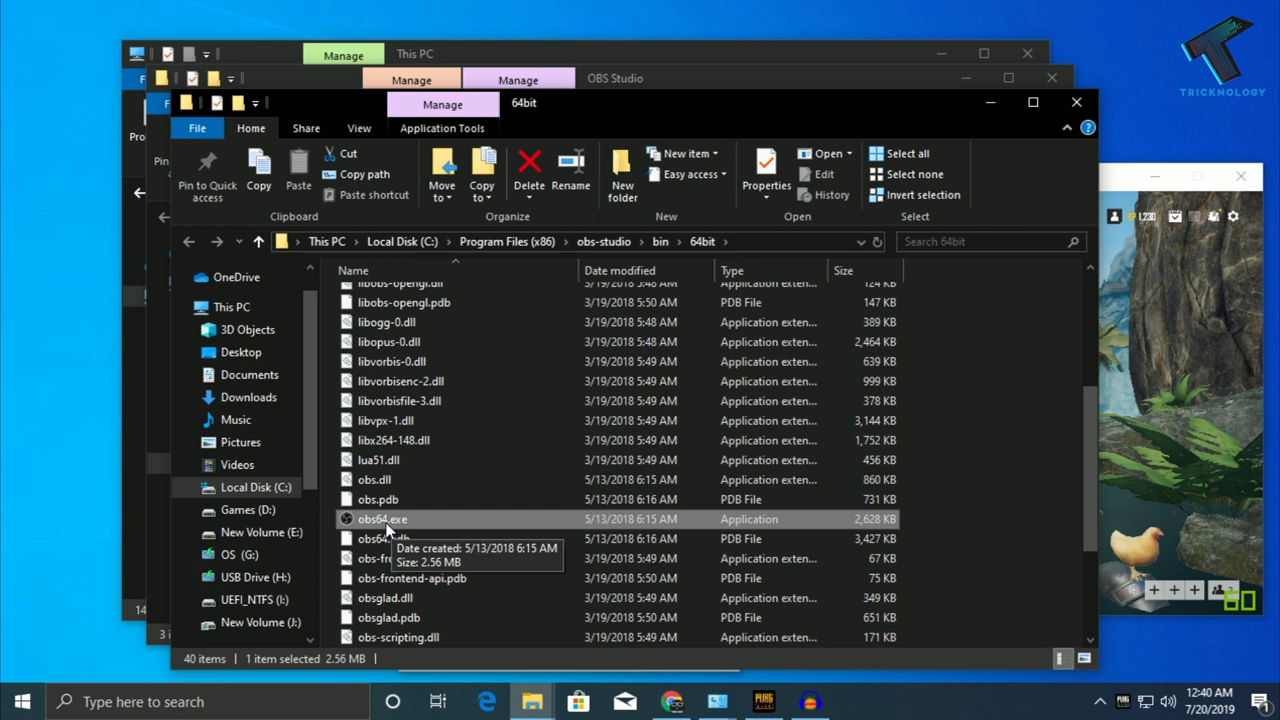 TRICKNOLOGY
Manage This PC
Manage Manage OBS Studio
Manage 64bit
File Home Share View Application Tools
Pin to Quick access
Copy
Paste
Cut
Copy path
Paste shortcut
Clipboard
Move to
Copy to
Delete
Rename
Organize
New folder
New item
Easy access
New
Properties
Open
Edit
History
Open
Select all
Select none
Invert selection
Select
This PC > Local Disk (C:) > Program Files (x86) > obs-studio > bin > 64bit >
Search 64bit
OneDrive
This PC
3D Objects
Desktop
Documents
Downloads
Music
Pictures
Videos
Local Disk (C:)
Games (D:)
New Volume (E:)
OS (G:)
USB Drive (H:)
UEFI_NTFS (I:)
New Volume (J:)
Name Date modified Type Size
libobs-opengl.dll 3/19/2018 5:48 AM Application exten... 124 KB
libobs-opengl.pdb 3/19/2018 5:50 AM PDB File 147 KB
libogg-0.dll 3/19/2018 5:48 AM Application exten... 389 KB
libopus-0.dll 3/19/2018 5:48 AM Application exten... 2,464 KB
libvorbis-0.dll 3/19/2018 5:49 AM Application exten... 639 KB
libvorbisenc-2.dll 3/19/2018 5:49 AM Application exten... 999 KB
libvorbisfile-3.dll 3/19/2018 5:49 AM Application exten... 378 KB
libvpx-1.dll 3/19/2018 5:49 AM Application exten... 3,144 KB
libx264-148.dll 3/19/2018 5:49 AM Application exten... 1,752 KB
lua51.dll 3/19/2018 5:49 AM Application exten... 456 KB
obs.dll 5/13/2018 6:15 AM Application exten... 860 KB
obs.pdb 5/13/2018 6:16 AM PDB File 731 KB
obs64.exe 5/13/2018 6:15 AM Application 2,628 KB
5/13/2018 6:16 AM PDB File 3,427 KB
Date created: 5/13/2018 6:15 AM
Size: 2.56 MB
3/19/2018 5:49 AM Application exten... 67 KB
obs-frontend-api.pdb 3/19/2018 5:50 AM PDB File 75 KB
obsglad.dll 3/19/2018 5:49 AM Application exten... 349 KB
obsglad.pdb 3/19/2018 5:50 AM PDB File 651 KB
obs-scripting.dll 3/19/2018 5:49 AM Application exten... 171 KB
40 items 1 item selected 2.56 MB
1,230
60
Type here to search
12:40 AM
7/20/2019